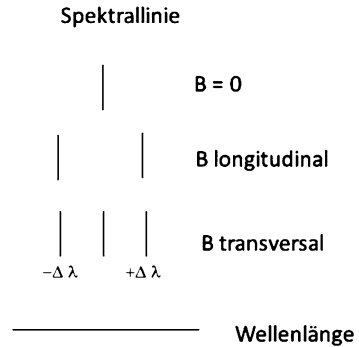 Spektrallinie
B = 0
B longitudinal
B transversal
−Δ λ +Δ λ
Wellenlänge